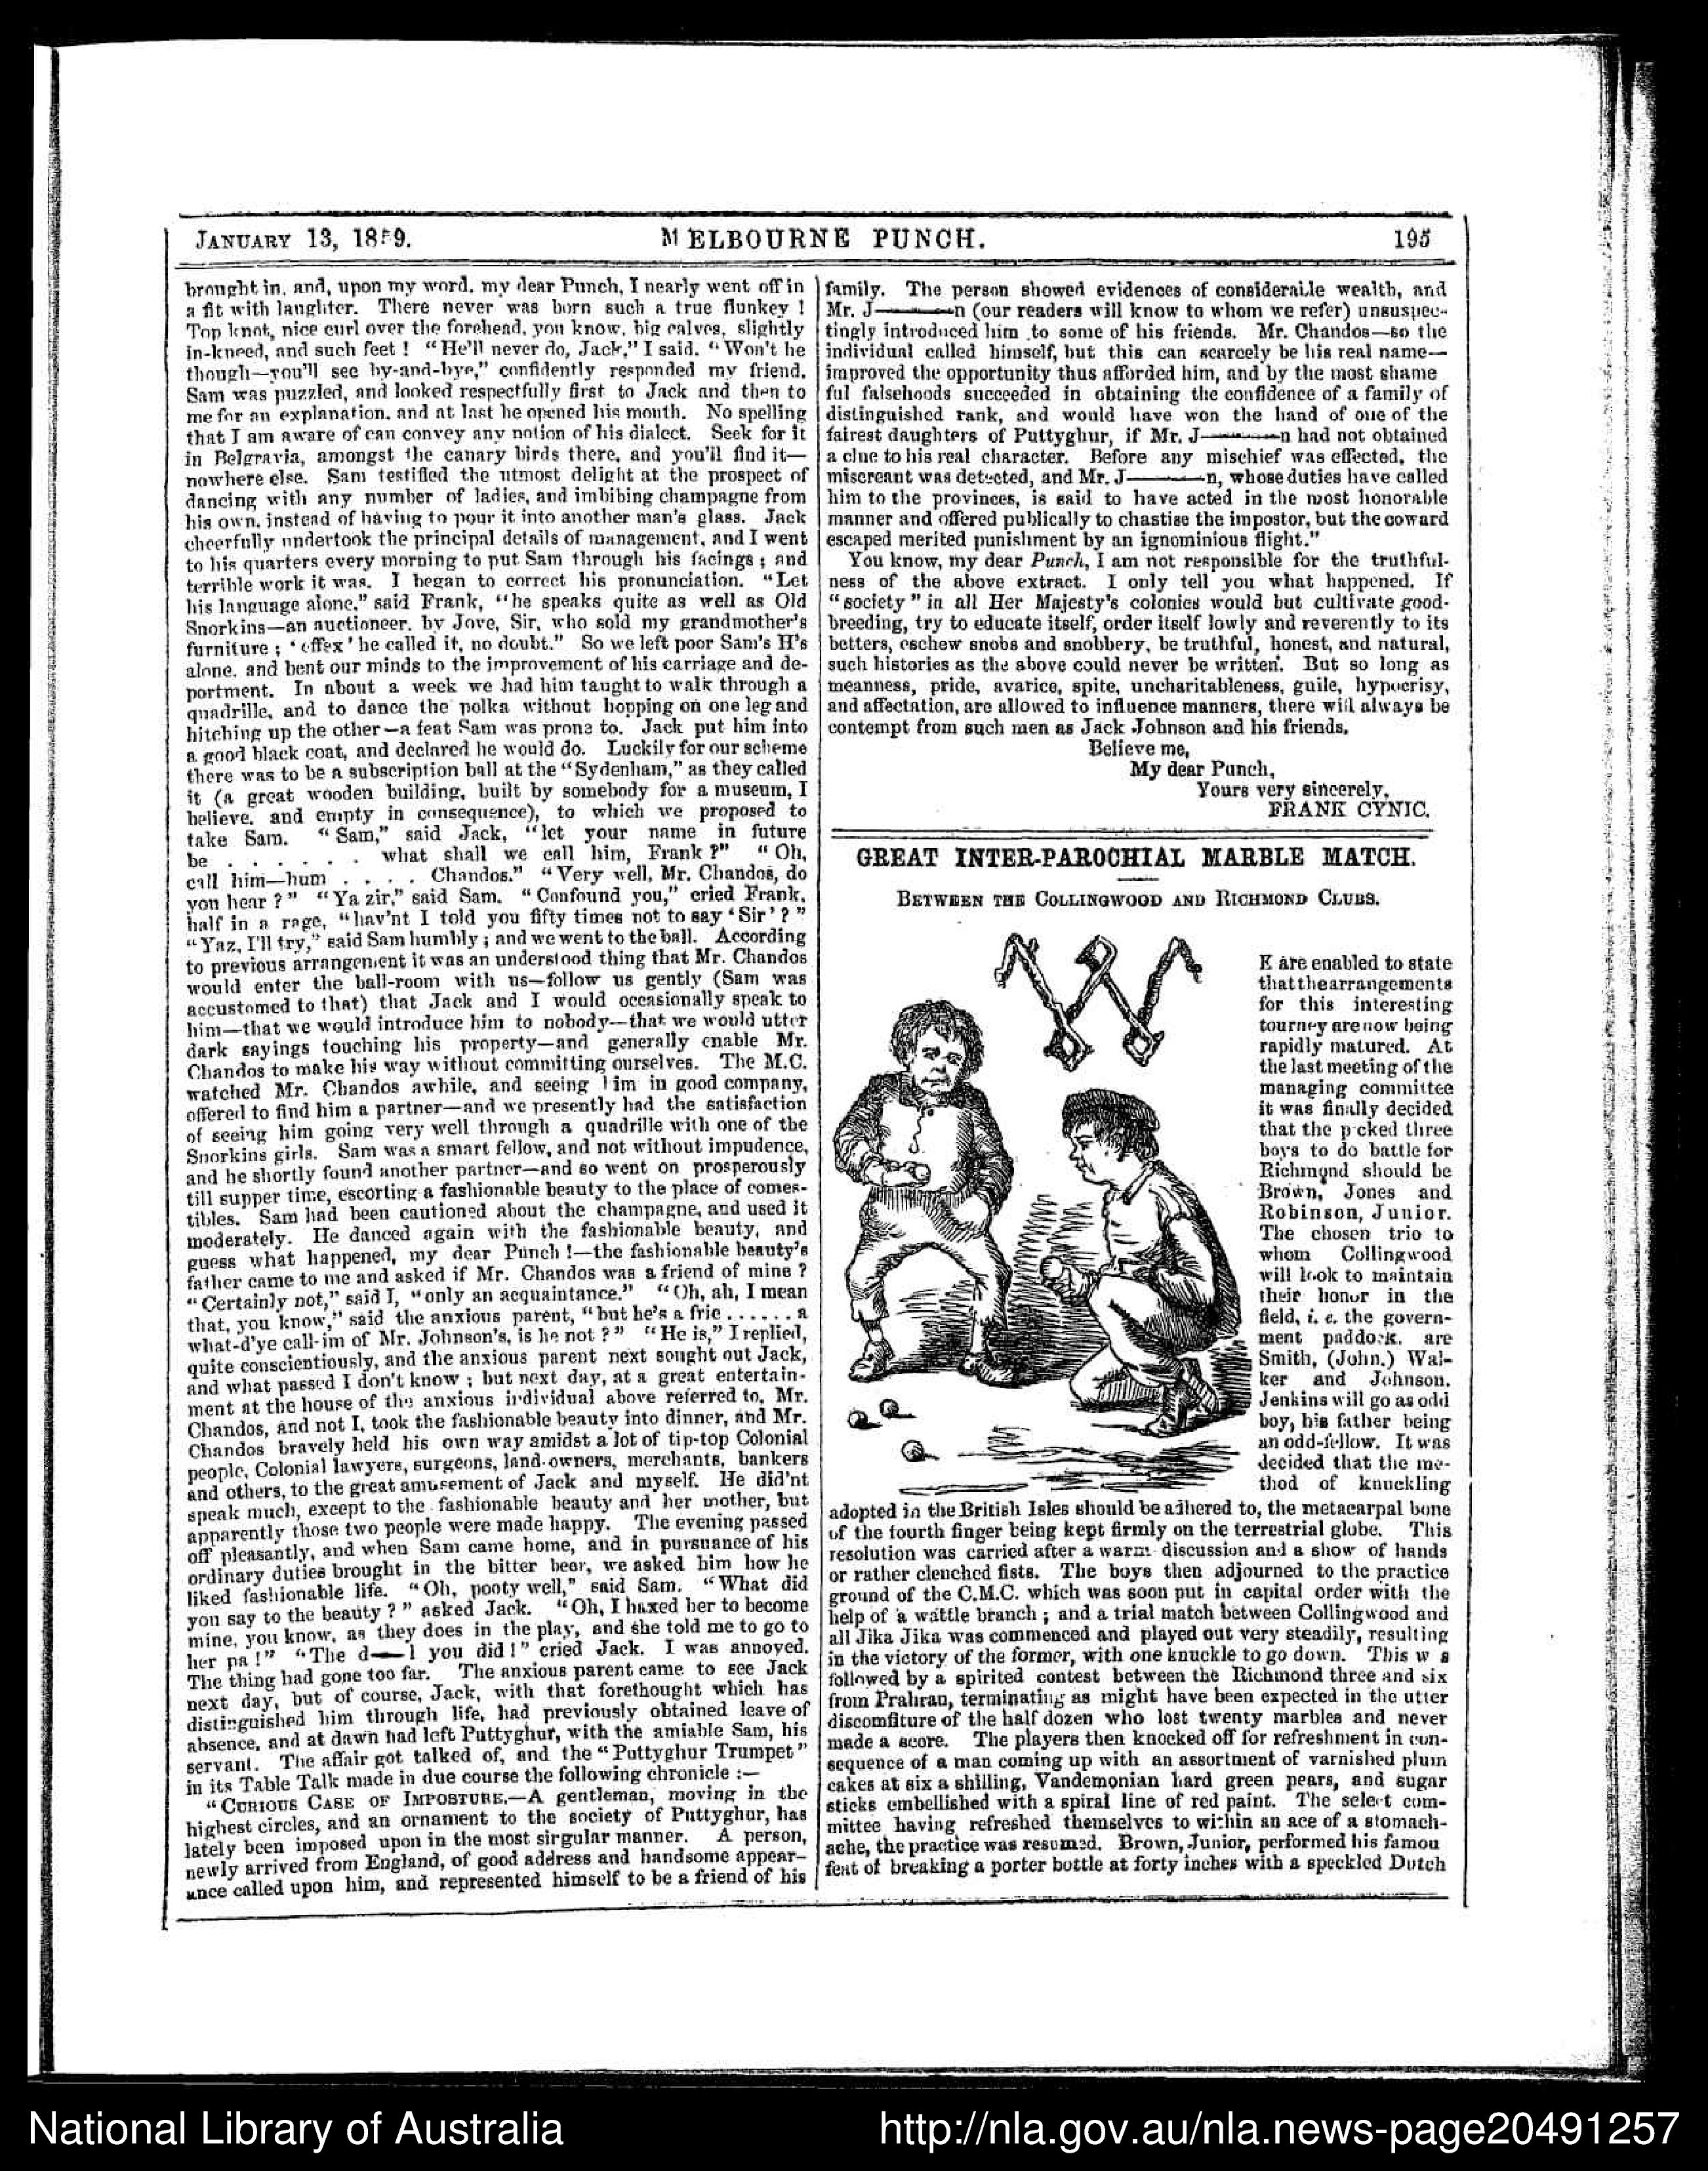 JANUARY 13, 1859. MELBOURNE PUNCH. 195
brought in, and, upon my word, my dear Punch, I nearly went off in
a fit with laughter. There never was born such a true flunkey !
Top knot, nice curl over the forehead, you know, big calves, slightly
in-kneed, and such feet ! "He'll never do, Jack," I said. "Won't he
though—you'll see by-and-bye," confidently responded my friend.
Sam was puzzled, and looked respectfully first to Jack and then to
me for an explanation, and at last he opened his mouth. No spelling
that I am aware of can convey any notion of his dialect. Seek for it
in Belgravia, amongst the canary birds there, and you'll find it—
nowhere else. Sam testified the utmost delight at the prospect of
dancing with any number of ladies, and imbibing champagne from
his own, instead of having to pour it into another man's glass. Jack
cheerfully undertook the principal details of management, and I went
to his quarters every morning to put Sam through his facings ; and
terrible work it was. I began to correct his pronunciation. "Let
his language alone," said Frank, "he speaks quite as well as Old
Snorkins—an auctioneer, by Jove, Sir, who sold my grandmother's
furniture ; 'effex' he called it, no doubt." So we left poor Sam's H's
alone, and bent our minds to the improvement of his carriage and de-
portment. In about a week we had him taught to walk through a
quadrille, and to dance the polka without hopping on one leg and
hitching up the other—a feat Sam was prone to. Jack put him into
a good black coat, and declared he would do. Luckily for our scheme
there was to be a subscription ball at the "Sydenham," as they called
it (a great wooden building, built by somebody for a museum, I
believe, and empty in consequence), to which we proposed to
take Sam. "Sam," said Jack, "let your name in future
be . . . . . . what shall we call him, Frank ?" "Oh,
call him—hum . . . . Chandos." "Very well, Mr. Chandos, do
you hear ?" "Ya zir," said Sam. "Confound you," cried Frank,
half in a rage, "hav'nt I told you fifty times not to say 'Sir' ?"
"Yaz, I'll try," said Sam humbly ; and we went to the ball. According
to previous arrangement it was an understood thing that Mr. Chandos
would enter the ball-room with us—follow us gently (Sam was
accustomed to that) that Jack and I would occasionally speak to
him—that we would introduce him to nobody—that we would utter
dark sayings touching his property—and generally enable Mr.
Chandos to make his way without committing ourselves. The M.C.
watched Mr. Chandos awhile, and seeing him in good company,
offered to find him a partner—and we presently had the satisfaction
of seeing him going very well through a quadrille with one of the
Snorkins girls. Sam was a smart fellow, and not without impudence,
and he shortly found another partner—and so went on prosperously
till supper time, escorting a fashionable beauty to the place of comes-
tibles. Sam had been cautioned about the champagne, and used it
moderately. He danced again with the fashionable beauty, and
guess what happened, my dear Punch !—the fashionable beauty's
father came to me and asked if Mr. Chandos was a friend of mine ?
"Certainly not," said I, "only an acquaintance." "Oh, ah, I mean
that, you know," said the anxious parent, "but he's a frie . . . . . . a
what-d'ye call-im of Mr. Johnson's, is he not ?" "He is," I replied,
quite conscientiously, and the anxious parent next sought out Jack,
and what passed I don't know ; but next day, at a great entertain-
ment at the house of the anxious individual above referred to, Mr.
Chandos, and not I, took the fashionable beauty into dinner, and Mr.
Chandos bravely held his own way amidst a lot of tip-top Colonial
people, Colonial lawyers, surgeons, land-owners, merchants, bankers
and others, to the great amusement of Jack and myself. He did'nt
speak much, except to the fashionable beauty and her mother, but
apparently those two people were made happy. The evening passed
off pleasantly, and when Sam came home, and in pursuance of his
ordinary duties brought in the bitter beer, we asked him how he
liked fashionable life. "Oh, pooty well," said Sam. "What did
you say to the beauty ?" asked Jack. "Oh, I haxed her to become
mine, you know, as they does in the play, and she told me to go to
her pa !" "The d——l you did !" cried Jack. I was annoyed.
The thing had gone too far. The anxious parent came to see Jack
next day, but of course, Jack, with that forethought which has
distinguished him through life, had previously obtained leave of
absence, and at dawn had left Puttyghur, with the amiable Sam, his
servant. The affair got talked of, and the "Puttyghur Trumpet"
in its Table Talk made in due course the following chronicle :—
"CURIOUS CASE OF IMPOSTURE.—A gentleman, moving in the
highest circles, and an ornament to the society of Puttyghur, has
lately been imposed upon in the most sirgular manner. A person,
newly arrived from England, of good address and handsome appear-
ance called upon him, and represented himself to be a friend of his
family. The person showed evidences of considerable wealth, and
Mr. J————n (our readers will know to whom we refer) unsuspec-
tingly introduced him to some of his friends. Mr. Chandos—so the
individual called himself, but this can scarcely be his real name—
improved the opportunity thus afforded him, and by the most shame
ful falsehoods succeeded in obtaining the confidence of a family of
distinguished rank, and would have won the hand of one of the
fairest daughters of Puttyghur, if Mr. J————n had not obtained
a clue to his real character. Before any mischief was effected, the
miscreant was detected, and Mr. J————n, whose duties have called
him to the provinces, is said to have acted in the most honorable
manner and offered publically to chastise the impostor, but the coward
escaped merited punishment by an ignominious flight."
You know, my dear Punch, I am not responsible for the truthful-
ness of the above extract. I only tell you what happened. If
"society" in all Her Majesty's colonies would but cultivate good-
breeding, try to educate itself, order itself lowly and reverently to its
betters, eschew snobs and snobbery, be truthful, honest, and natural,
such histories as the above could never be written. But so long as
meanness, pride, avarice, spite, uncharitableness, guile, hypocrisy,
and affectation, are allowed to influence manners, there will always be
contempt from such men as Jack Johnson and his friends.
Believe me,
My dear Punch,
Yours very sincerely,
FRANK CYNIC.
GREAT INTER-PAROCHIAL MARBLE MATCH.
BETWEEN THE COLLINGWOOD AND RICHMOND CLUBS.
WE are enabled to state
that the arrangements
for this interesting
tourney are now being
rapidly matured. At
the last meeting of the
managing committee
it was finally decided
that the p cked three
boys to do battle for
Richmond should be
Brown, Jones and
Robinson, Junior.
The chosen trio to
whom Collingwood
will look to maintain
their honor in the
field, i. e. the govern-
ment paddock, are
Smith, (John.) Wal-
ker and Johnson.
Jenkins will go as odd
boy, his father being
an odd-fellow. It was
decided that the me-
thod of knuckling
adopted in the British Isles should be adhered to, the metacarpal bone
of the fourth finger being kept firmly on the terrestrial globe. This
resolution was carried after a warm discussion and a show of hands
or rather clenched fists. The boys then adjourned to the practice
ground of the C.M.C. which was soon put in capital order with the
help of a wattle branch ; and a trial match between Collingwood and
all Jika Jika was commenced and played out very steadily, resulting
in the victory of the former, with one knuckle to go down. This w s
followed by a spirited contest between the Richmond three and six
from Prahran, terminating as might have been expected in the utter
discomfiture of the half dozen who lost twenty marbles and never
made a score. The players then knocked off for refreshment in con-
sequence of a man coming up with an assortment of varnished plum
cakes at six a shilling, Vandemonian hard green pears, and sugar
sticks embellished with a spiral line of red paint. The select com-
mittee having refreshed themselves to within an ace of a stomach-
ache, the practice was resumed. Brown, Junior, performed his famou
feat of breaking a porter bottle at forty inches with a speckled Dutch
National Library of Australia http://nla.gov.au/nla.news-page20491257